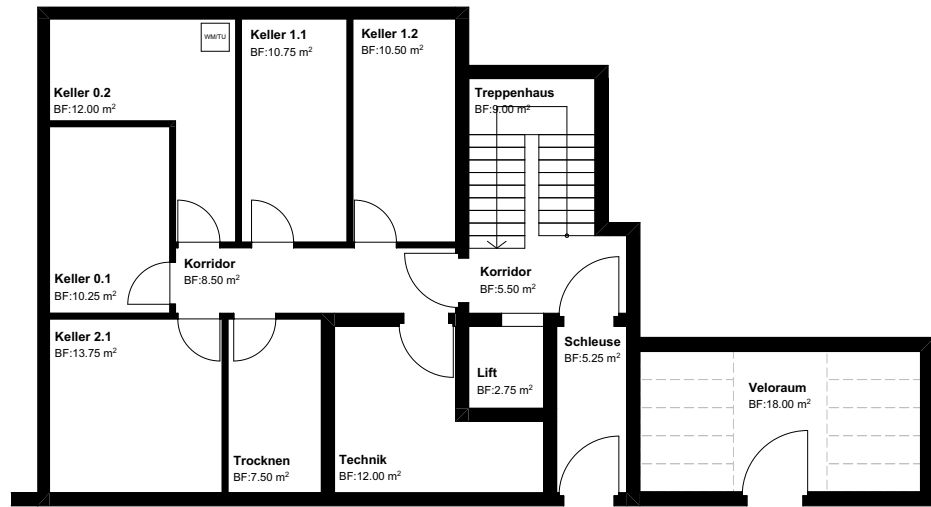 WM/TU
Keller 1.1
BF:10.75 m²
Keller 1.2
BF:10.50 m²
Keller 0.2
BF:12.00 m²
Treppenhaus
BF:9.00 m²
Korridor
BF:8.50 m²
Korridor
BF:5.50 m²
Keller 0.1
BF:10.25 m²
Keller 2.1
BF:13.75 m²
Schleuse
BF:5.25 m²
Lift
BF:2.75 m²
Veloraum
BF:18.00 m²
Trocknen
BF:7.50 m²
Technik
BF:12.00 m²